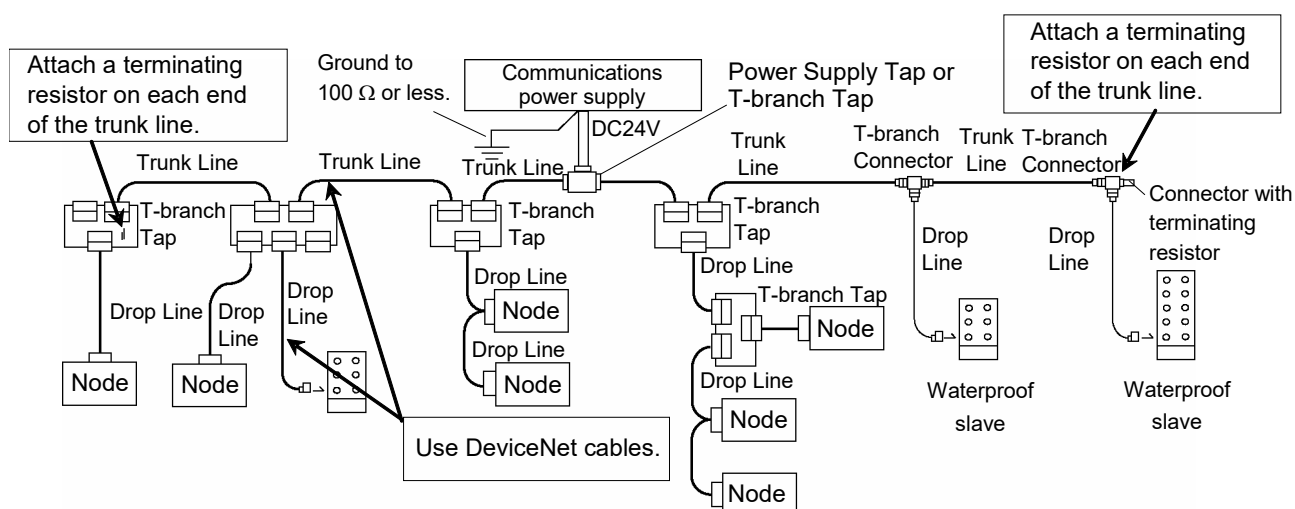 Attach a terminating
resistor on each end
of the trunk line.
Ground to
100 Ω or less.
Communications
power supply
DC24V
Power Supply Tap or
T-branch Tap
Attach a terminating
resistor on each end
of the trunk line.
Trunk Line
Trunk Line
Trunk Line
Trunk
Line
T-branch
Connector
Trunk
Line
T-branch
Connector
Connector with
terminating
resistor
T-branch
Tap
T-branch
Tap
T-branch
Tap
Drop Line
Drop
Line
Drop
Line
Drop Line
Drop Line
Drop Line
Drop Line
Drop
Line
Drop
Line
T-branch Tap
Node
Node
Node
Node
Node
Node
Node
Waterproof
slave
Waterproof
slave
Use DeviceNet cables.